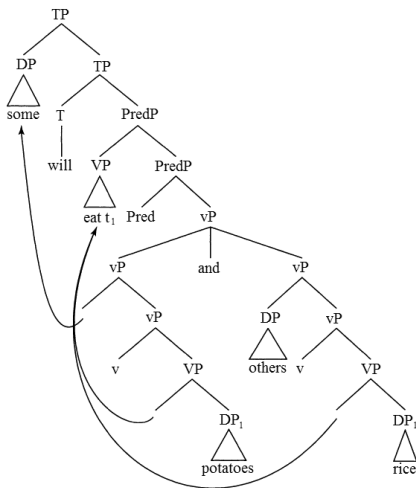 TP
DP TP
some T PredP
will VP PredP
eat t₁ Pred vP
vP and vP
vP DP vP
v VP others v VP
DP₁ DP₁
potatoes rice